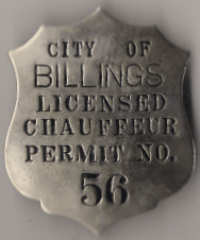 CITY OF
BILLINGS
LICENSED
CHAUFFEUR
PERMIT NO.
56